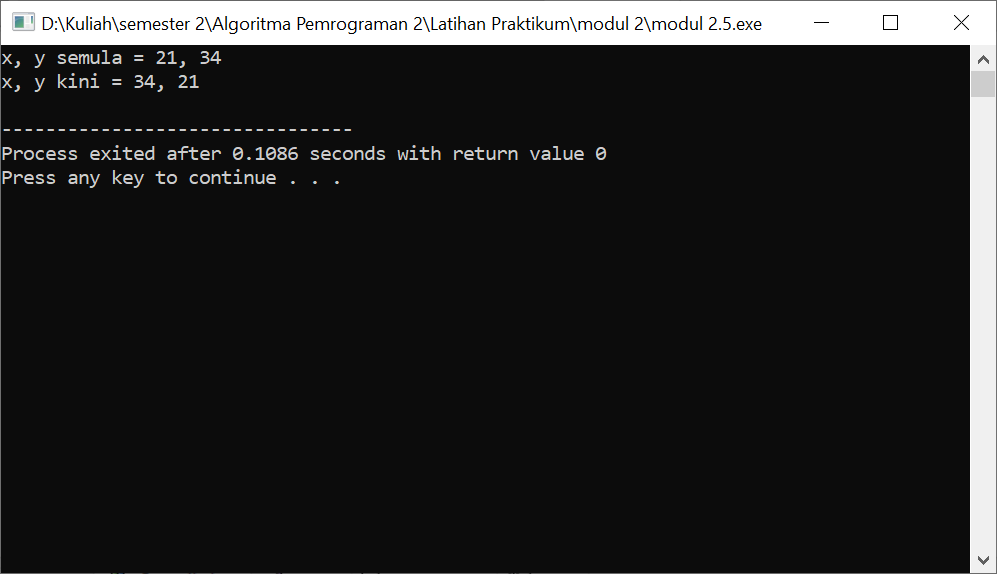 D:\Kuliah\semester 2\Algoritma Pemrograman 2\Latihan Praktikum\modul 2\modul 2.5.exe
x, y semula = 21, 34
x, y kini = 34, 21
--------------------------------
Process exited after 0.1086 seconds with return value 0
Press any key to continue . . .